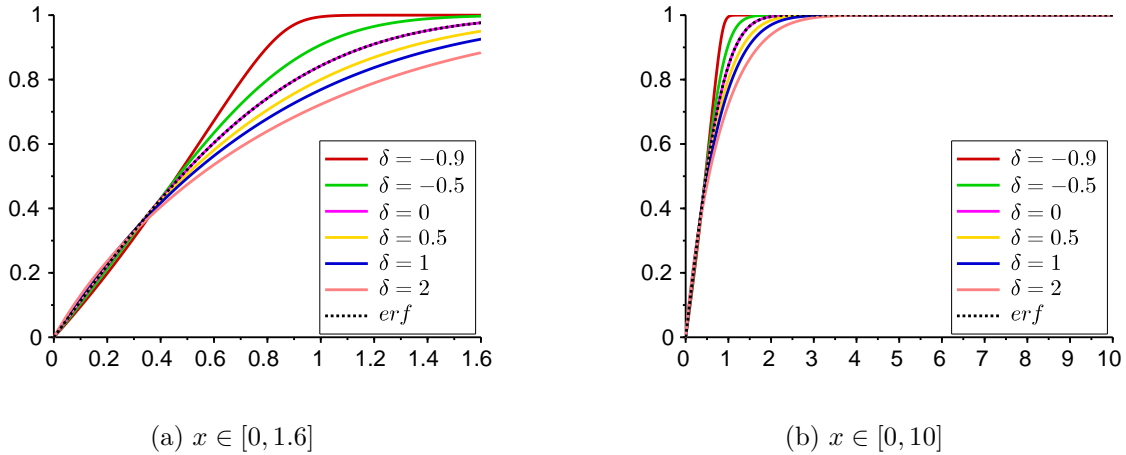 1
0.8
0.6
0.4
0.2
0
0 0.2 0.4 0.6 0.8 1 1.2 1.4 1.6
δ = −0.9
δ = −0.5
δ = 0
δ = 0.5
δ = 1
δ = 2
erf
(a) x ∈ [0, 1.6]
1
0.8
0.6
0.4
0.2
0
0 1 2 3 4 5 6 7 8 9 10
δ = −0.9
δ = −0.5
δ = 0
δ = 0.5
δ = 1
δ = 2
erf
(b) x ∈ [0, 10]